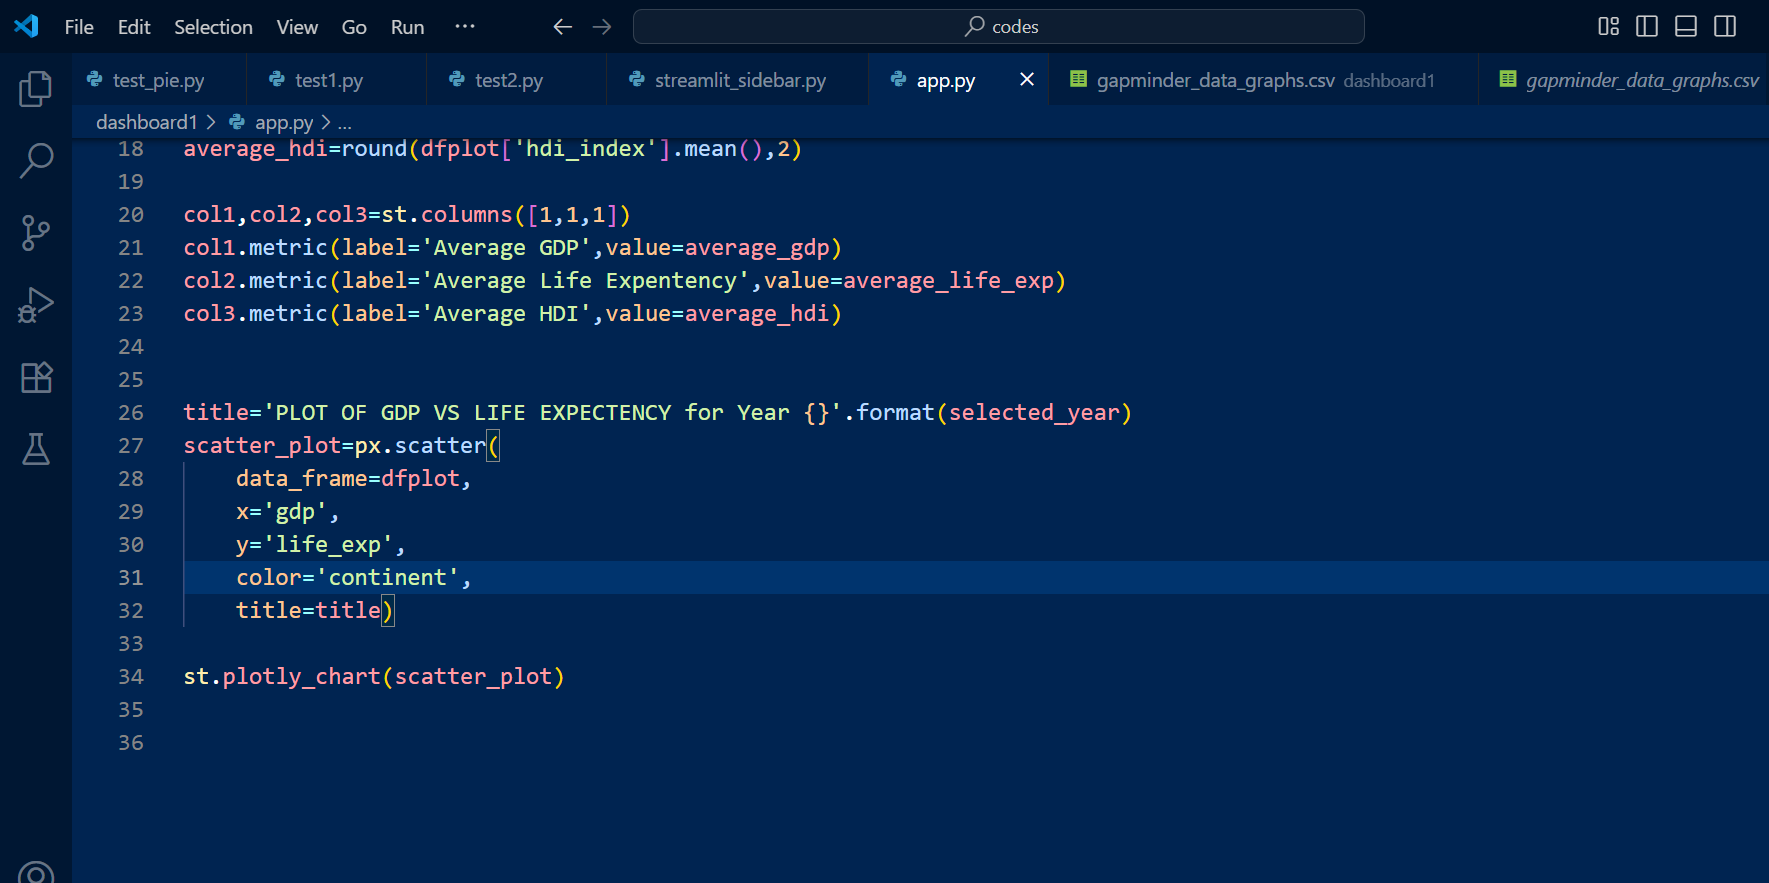 File Edit Selection View Go Run ··· ← → codes
test_pie.py test1.py test2.py streamlit_sidebar.py app.py × gapminder_data_graphs.csv dashboard1 gapminder_data_graphs.csv
dashboard1 > app.py > ...
18 average_hdi=round(dfplot['hdi_index'].mean(),2)
19
20 col1,col2,col3=st.columns([1,1,1])
21 col1.metric(label='Average GDP',value=average_gdp)
22 col2.metric(label='Average Life Expentency',value=average_life_exp)
23 col3.metric(label='Average HDI',value=average_hdi)
24
25
26 title='PLOT OF GDP VS LIFE EXPECTENCY for Year {}'.format(selected_year)
27 scatter_plot=px.scatter(
28     data_frame=dfplot,
29     x='gdp',
30     y='life_exp',
31     color='continent',
32     title=title)
33
34 st.plotly_chart(scatter_plot)
35
36